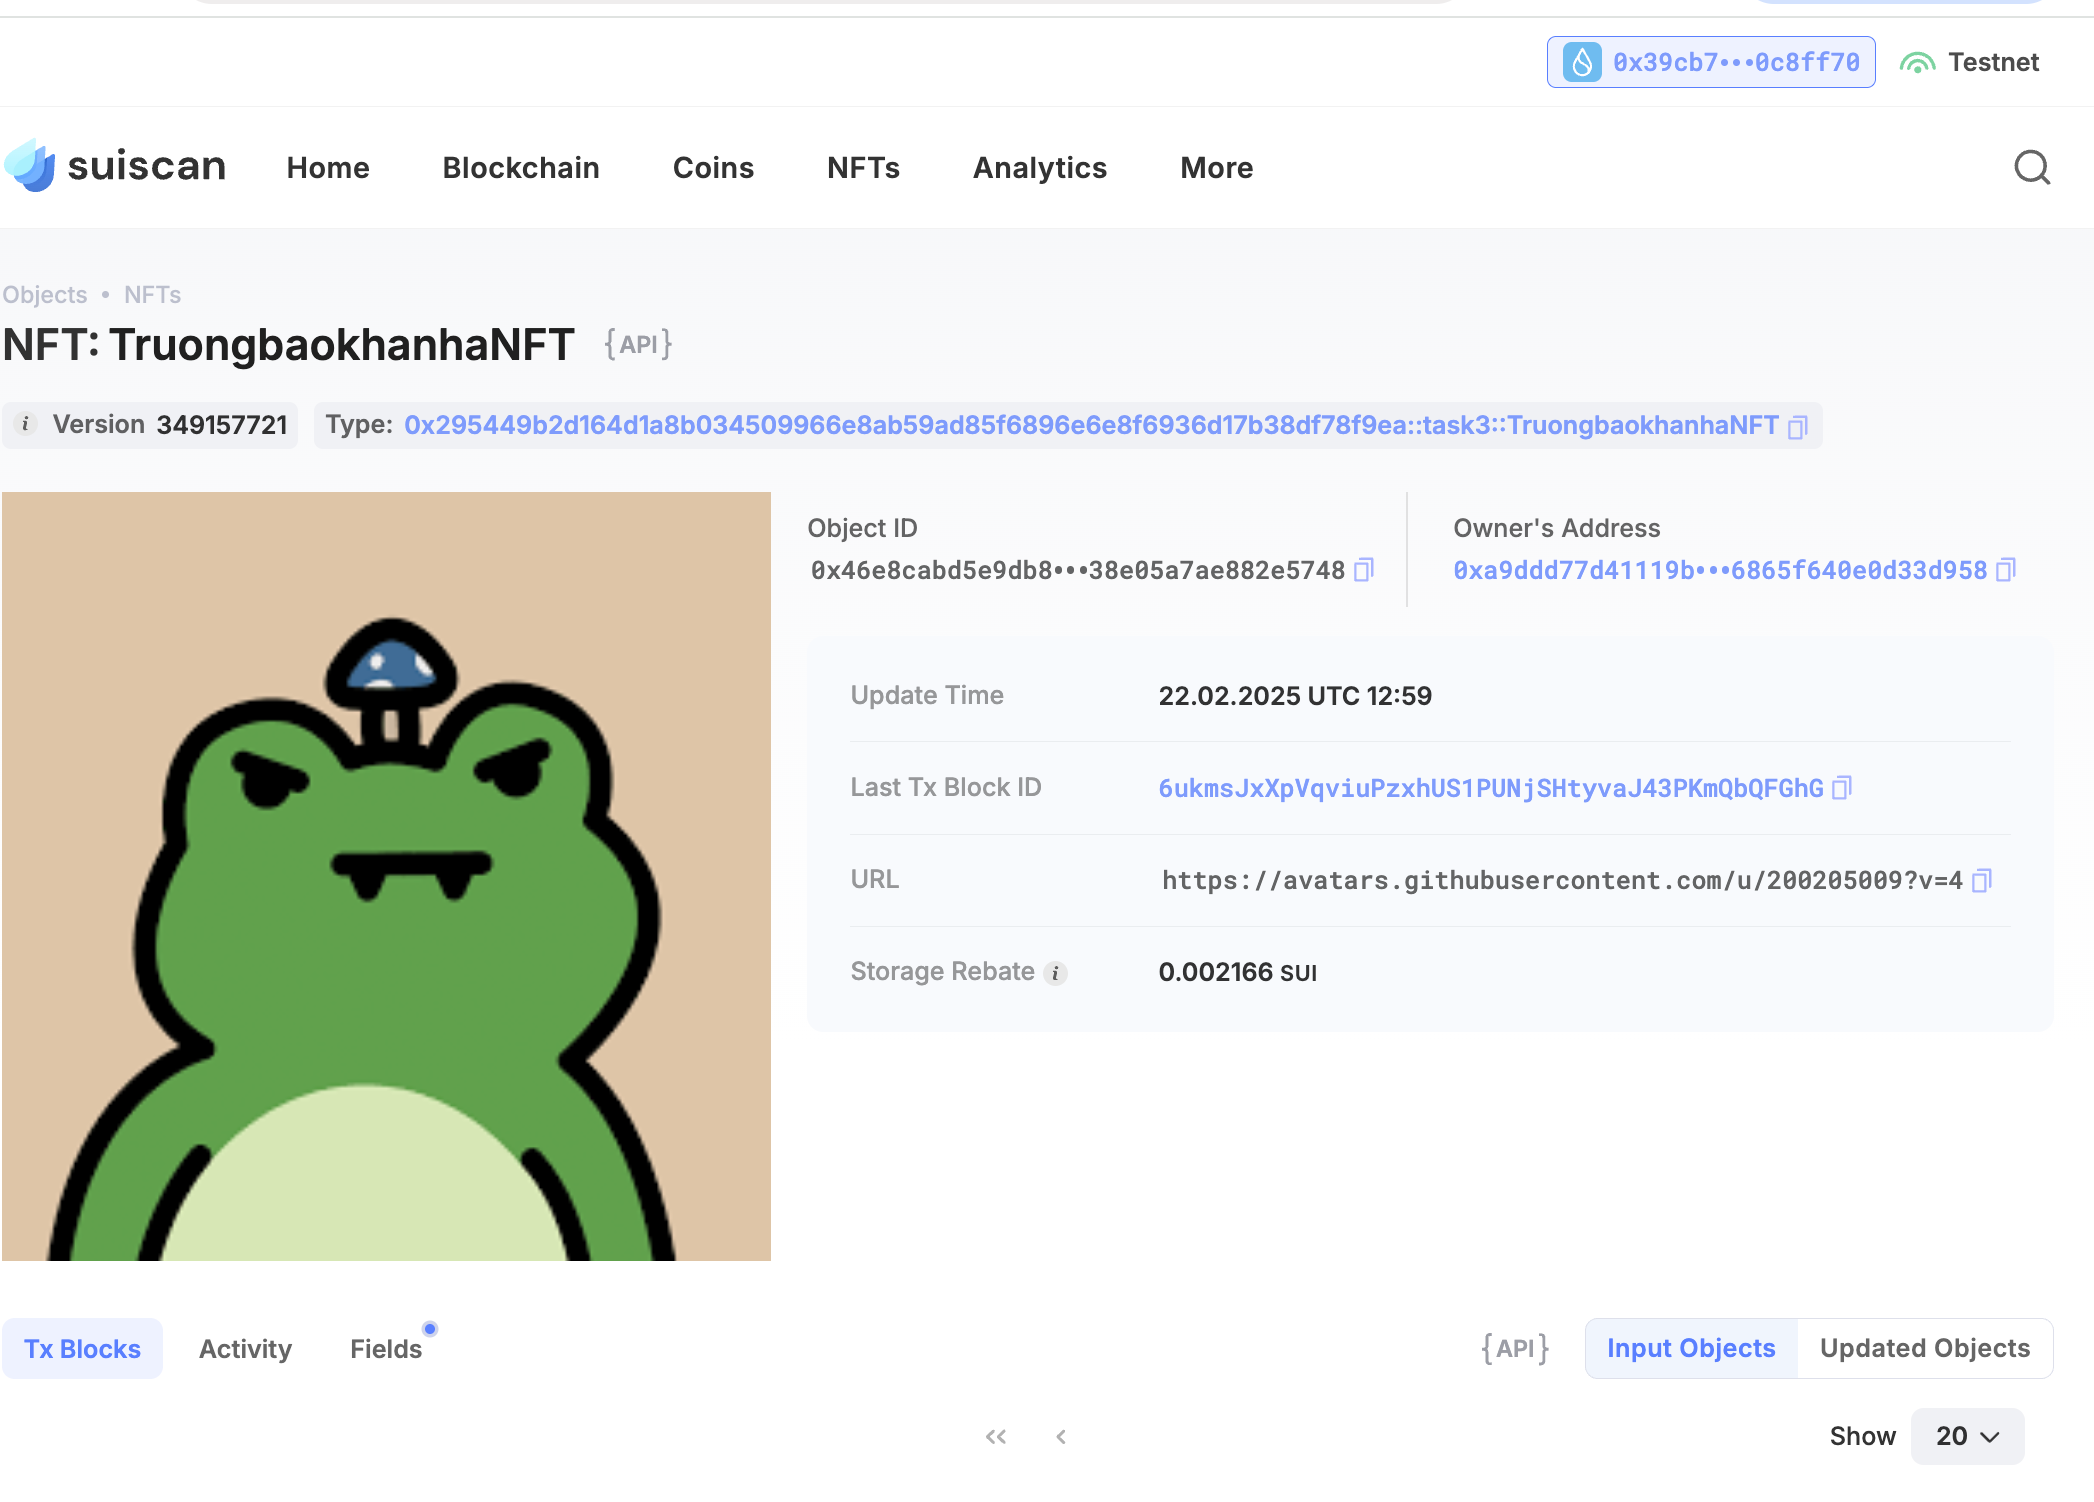 0x39cb7•••0c8ff70 Testnet
suiscan Home Blockchain Coins NFTs Analytics More
Objects • NFTs
NFT: TruongbaokhanhaNFT {API}
i Version 349157721 Type: 0x295449b2d164d1a8b034509966e8ab59ad85f6896e6e8f6936d17b38df78f9ea::task3::TruongbaokhanhaNFT
Object ID
0x46e8cabd5e9db8•••38e05a7ae882e5748
Owner's Address
0xa9ddd77d41119b•••6865f640e0d33d958
Update Time 22.02.2025 UTC 12:59
Last Tx Block ID 6ukmsJxXpVqviuPzxhUS1PUNjSHtyvaJ43PKmQbQFGhG
URL https://avatars.githubusercontent.com/u/200205009?v=4
Storage Rebate i 0.002166 SUI
Tx Blocks Activity Fields {API} Input Objects Updated Objects
« ‹ Show 20